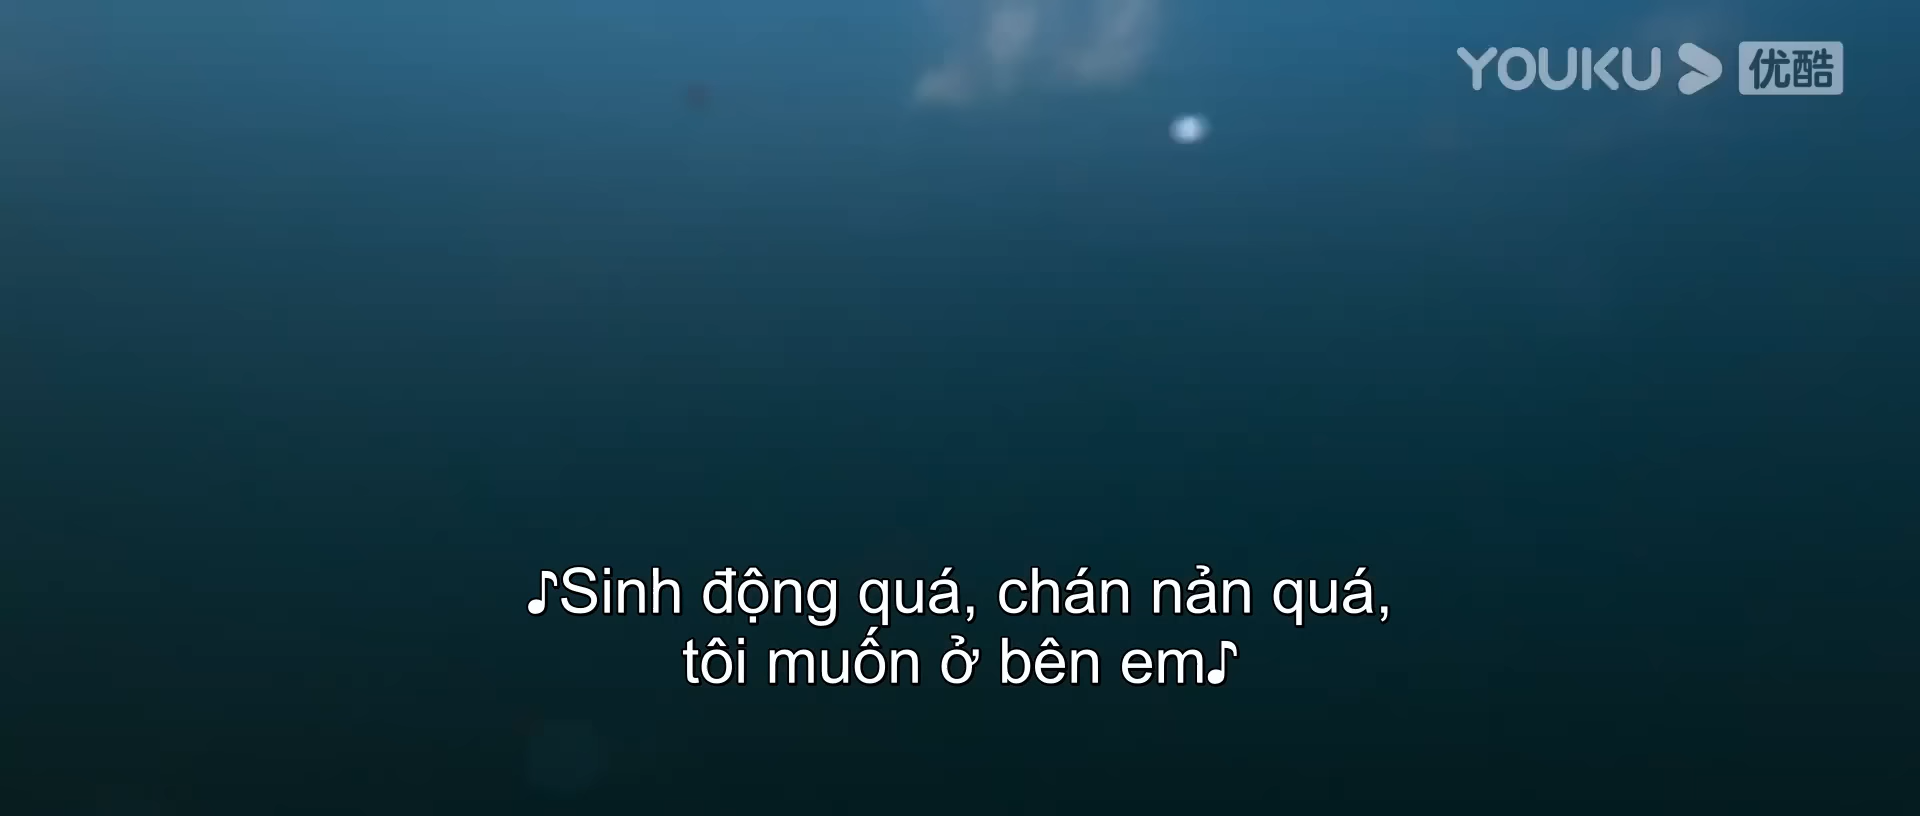 YOUKU 优酷
♪Sinh động quá, chán nản quá,
tôi muốn ở bên em♪